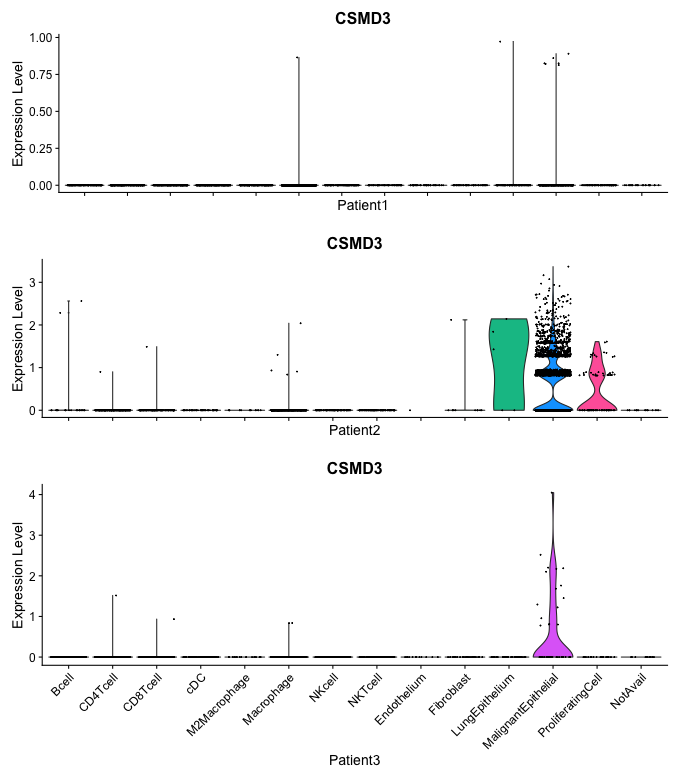 CSMD3
1.00
0.75
0.50
0.25
0.00
Expression Level
Patient1
CSMD3
3
2
1
0
Expression Level
Patient2
CSMD3
4
3
2
1
0
Expression Level
Bcell
CD4Tcell
CD8Tcell
cDC
M2Macrophage
Macrophage
NKcell
NKTcell
Endothelium
Fibroblast
LungEpithelium
MalignantEpithelial
ProliferatingCell
NotAvail
Patient3